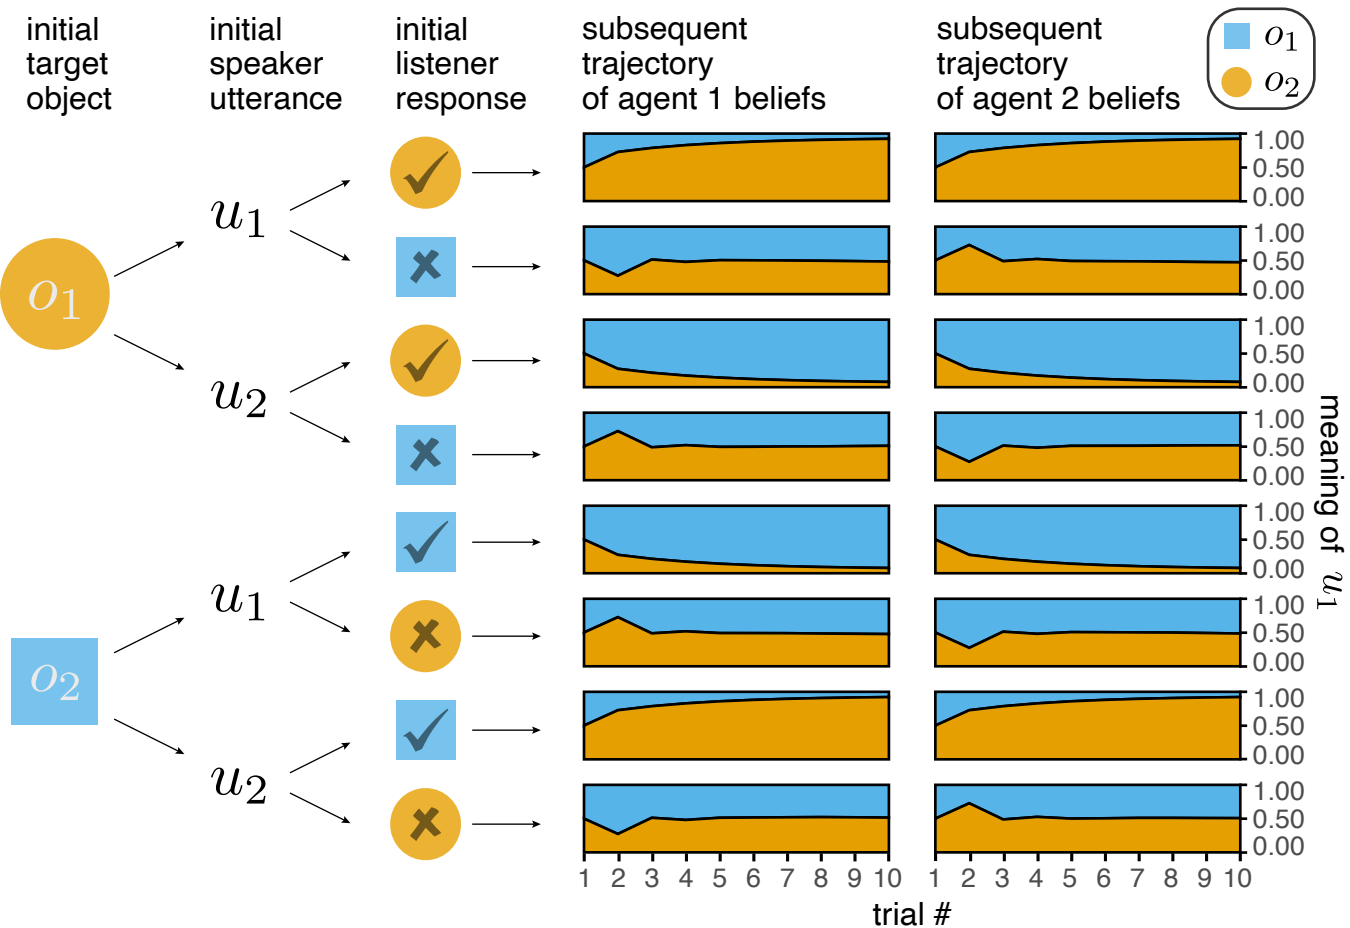 initial
target
object
initial
speaker
utterance
initial
listener
response
subsequent
trajectory
of agent 1 beliefs
subsequent
trajectory
of agent 2 beliefs
o1
o2
o1
u1
u2
o2
u1
u2
1.00
0.50
0.00
1.00
0.50
0.00
1.00
0.50
0.00
1.00
0.50
0.00
1.00
0.50
0.00
1.00
0.50
0.00
1.00
0.50
0.00
1.00
0.50
0.00
meaning of u1
1 2 3 4 5 6 7 8 9 10
1 2 3 4 5 6 7 8 9 10
trial #